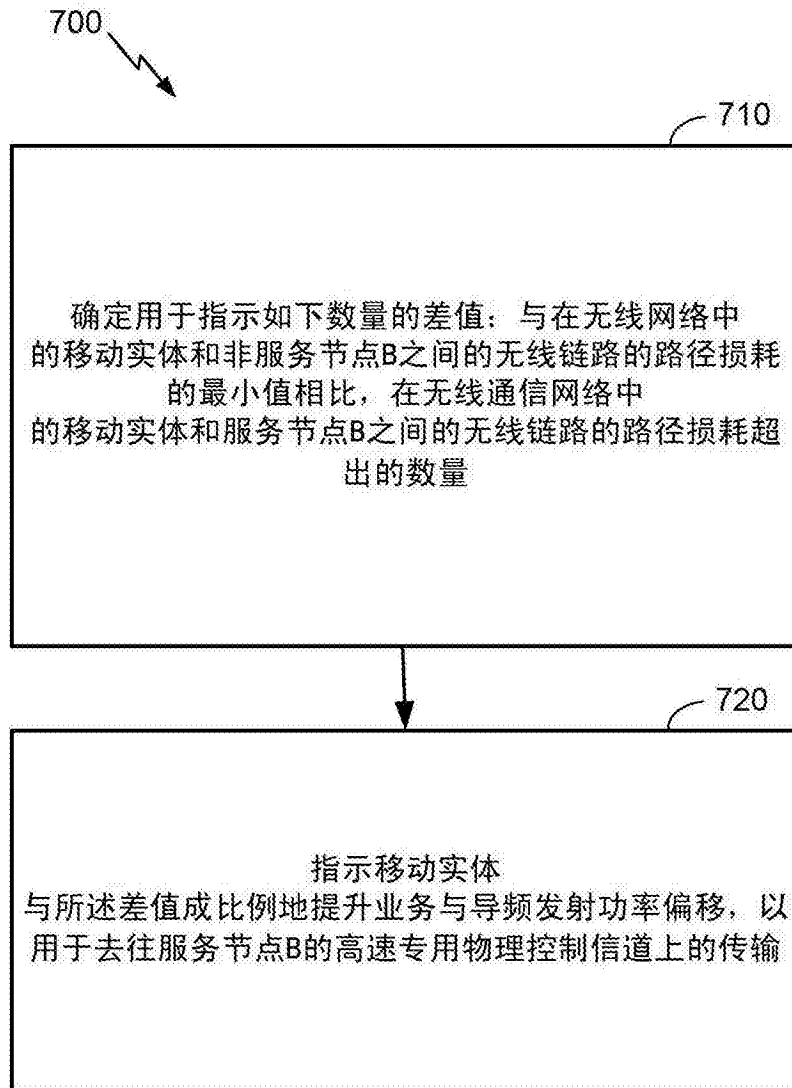 700
710
确定用于指示如下数量的差值：与在无线网络中
的移动实体和非服务节点B之间的无线链路的路径损耗
的最小值相比，在无线通信网络中
的移动实体和服务节点B之间的无线链路的路径损耗超
出的数量
720
指示移动实体
与所述差值成比例地提升业务与导频发射功率偏移，以
用于去往服务节点B的高速专用物理控制信道上的传输